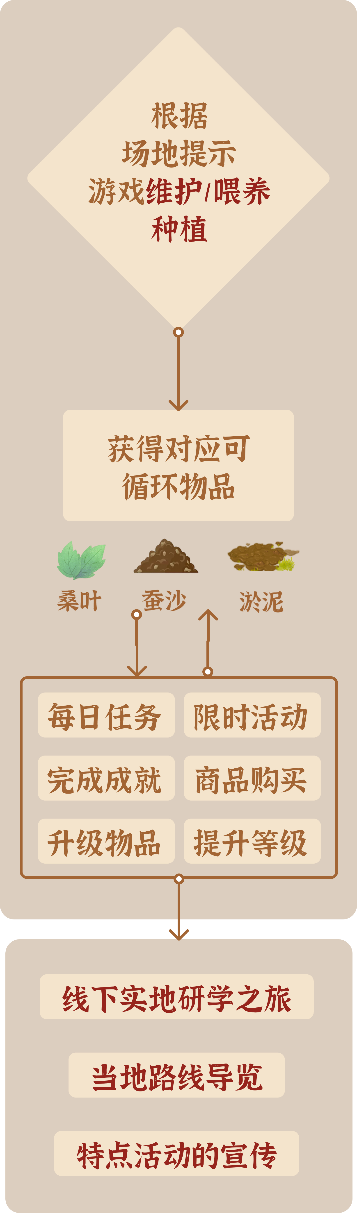 根据
场地提示
游戏维护/喂养
种植
获得对应可
循环物品
桑叶 蚕沙 淤泥
每日任务 限时活动
完成成就 商品购买
升级物品 提升等级
线下实地研学之旅
当地路线导览
特点活动的宣传